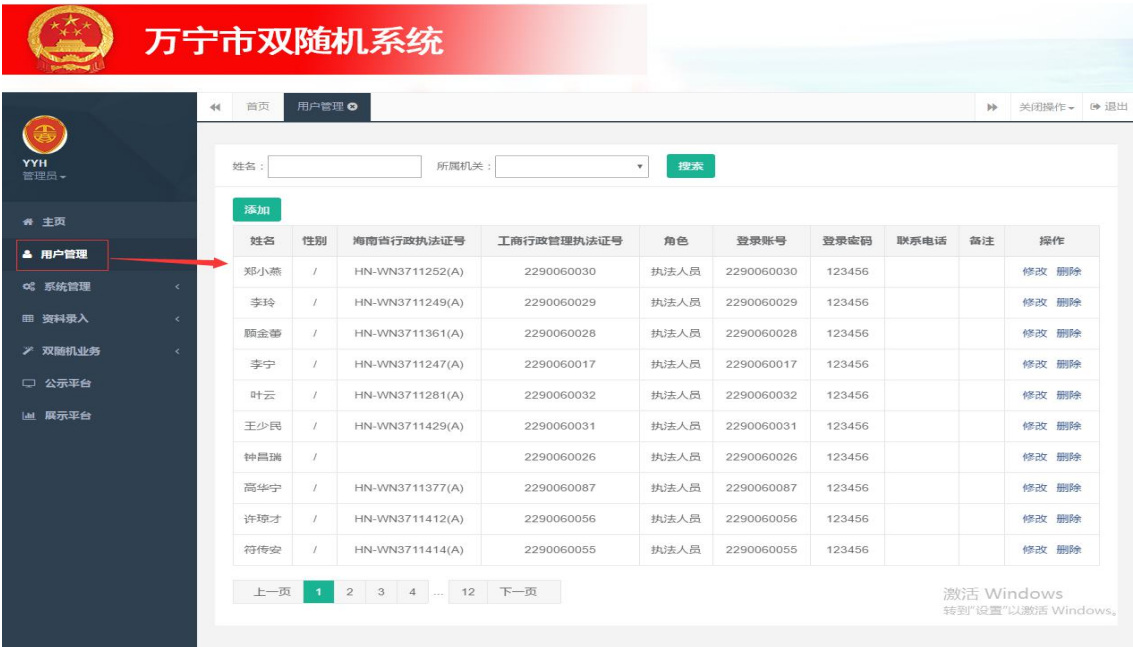 万宁市双随机系统
首页 用户管理 关闭操作 退出
YYH
管理员
姓名： 所属机关： 搜索
添加
主页
用户管理
系统管理
资料录入
双随机业务
公示平台
展示平台
姓名 性别 海南省行政执法证号 工商行政管理执法证号 角色 登录账号 登录密码 联系电话 备注 操作
郑小燕 / HN-WN3711252(A) 2290060030 执法人员 2290060030 123456 修改 删除
李玲 / HN-WN3711249(A) 2290060029 执法人员 2290060029 123456 修改 删除
顾金蕾 / HN-WN3711361(A) 2290060028 执法人员 2290060028 123456 修改 删除
李宁 / HN-WN3711247(A) 2290060017 执法人员 2290060017 123456 修改 删除
叶云 / HN-WN3711281(A) 2290060032 执法人员 2290060032 123456 修改 删除
王少民 / HN-WN3711429(A) 2290060031 执法人员 2290060031 123456 修改 删除
钟昌瑞 / 2290060026 执法人员 2290060026 123456 修改 删除
高华宁 / HN-WN3711377(A) 2290060087 执法人员 2290060087 123456 修改 删除
许琼才 / HN-WN3711412(A) 2290060056 执法人员 2290060056 123456 修改 删除
符传安 / HN-WN3711414(A) 2290060055 执法人员 2290060055 123456 修改 删除
上一页 1 2 3 4 ... 12 下一页
激活 Windows
转到"设置"以激活 Windows。